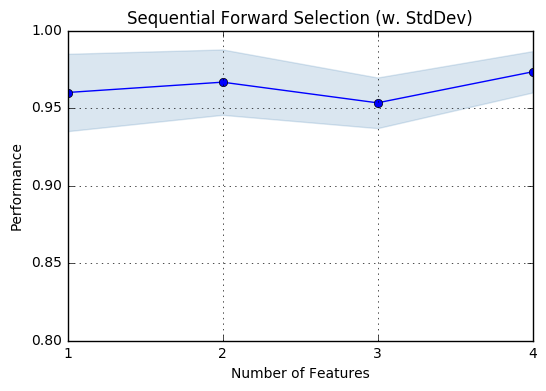 Sequential Forward Selection (w. StdDev)
1.00
0.95
0.90
0.85
0.80
Performance
1 2 3 4
Number of Features